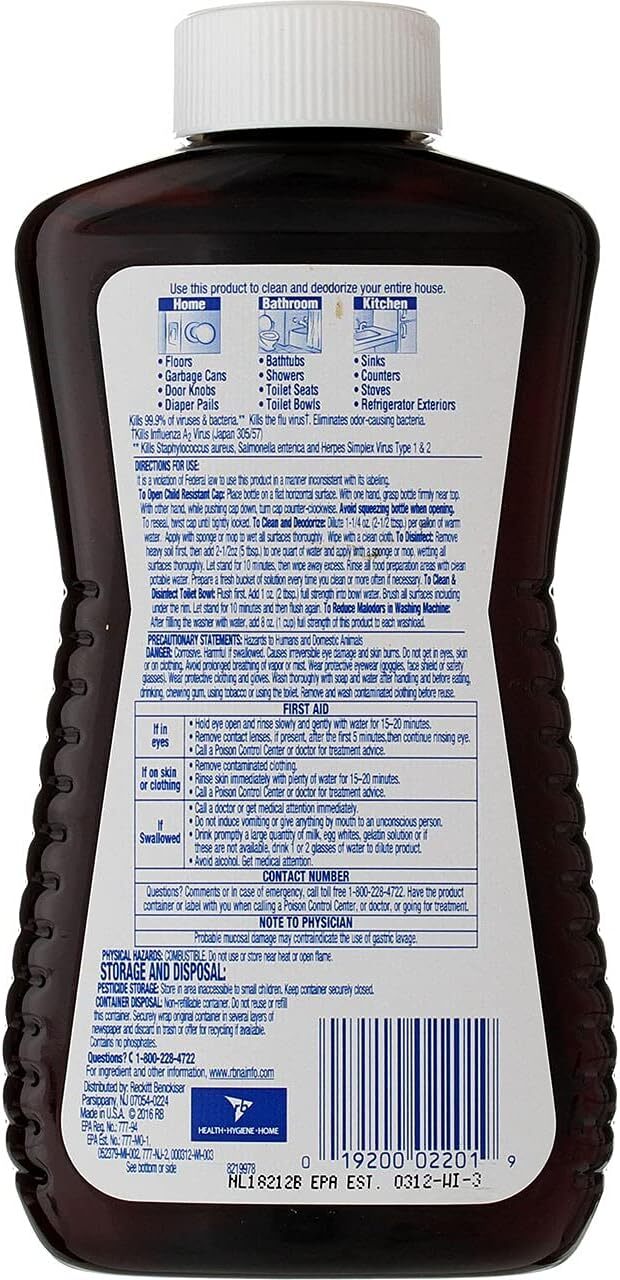 Use this product to clean and deodorize your entire house.
Home Bathroom Kitchen
• Floors • Bathtubs • Sinks
• Garbage Cans • Showers • Counters
• Door Knobs • Toilet Seats • Stoves
• Diaper Pails • Toilet Bowls • Refrigerator Exteriors
Kills 99.9% of viruses & bacteria.** Kills the flu virus†. Eliminates odor-causing bacteria.
†Kills Influenza A2 Virus (Japan 305/57)
** Kills Staphylococcus aureus, Salmonella enterica and Herpes Simplex Virus Type 1 & 2
DIRECTIONS FOR USE:
It is a violation of Federal law to use this product in a manner inconsistent with its labeling.
To Open Child Resistant Cap: Place bottle on a flat horizontal surface. With one hand, grasp bottle firmly near top.
With other hand, while pushing cap down, turn cap counter-clockwise. Avoid squeezing bottle when opening.
To reseal, twist cap until tightly locked. To Clean and Deodorize: Dilute 1-1/4 oz. (2-1/2 tbsp.) per gallon of warm
water. Apply with sponge or mop to wet all surfaces thoroughly. Wipe with a clean cloth. To Disinfect: Remove
heavy soil first, then add 2-1/2oz (5 tbsp.) to one quart of water and apply with a sponge or mop, wetting all
surfaces thoroughly. Let stand for 10 minutes, then wipe away excess. Rinse all food preparation areas with clean
potable water. Prepare a fresh bucket of solution every time you clean or more often if necessary. To Clean &
Disinfect Toilet Bowl: Flush first. Add 1 oz. (2 tbsp.) full strength into bowl water. Brush all surfaces including
under the rim. Let stand for 10 minutes and then flush again. To Reduce Malodors in Washing Machine:
After filling the washer with water, add 8 oz. (1 cup) full strength of this product to each washload.
PRECAUTIONARY STATEMENTS: Hazards to Humans and Domestic Animals
DANGER: Corrosive. Harmful if swallowed. Causes irreversible eye damage and skin burns. Do not get in eyes, skin
or on clothing. Avoid prolonged breathing of vapor or mist. Wear protective eyewear (goggles, face shield or safety
glasses). Wear protective clothing and gloves. Wash thoroughly with soap and water after handling and before eating,
drinking, chewing gum, using tobacco or using the toilet. Remove and wash contaminated clothing before reuse.
FIRST AID
If in eyes
• Hold eye open and rinse slowly and gently with water for 15-20 minutes.
• Remove contact lenses, if present, after the first 5 minutes, then continue rinsing eye.
• Call a Poison Control Center or doctor for treatment advice.
If on skin or clothing
• Remove contaminated clothing.
• Rinse skin immediately with plenty of water for 15-20 minutes.
• Call a Poison Control Center or doctor for treatment advice.
If Swallowed
• Call a doctor or get medical attention immediately.
• Do not induce vomiting or give anything by mouth to an unconscious person.
• Drink promptly a large quantity of milk, egg whites, gelatin solution or if
these are not available, drink 1 or 2 glasses of water to dilute product.
• Avoid alcohol. Get medical attention.
CONTACT NUMBER
Questions? Comments or in case of emergency, call toll free 1-800-228-4722. Have the product
container or label with you when calling a Poison Control Center, or doctor, or going for treatment.
NOTE TO PHYSICIAN
Probable mucosal damage may contraindicate the use of gastric lavage.
PHYSICAL HAZARDS: COMBUSTIBLE. Do not use or store near heat or open flame.
STORAGE AND DISPOSAL:
PESTICIDE STORAGE: Store in area inaccessible to small children. Keep container securely closed.
CONTAINER DISPOSAL: Non-refillable container. Do not reuse or refill
this container. Securely wrap original container in several layers of
newspaper and discard in trash or offer for recycling if available.
Contains no phosphates.
Questions? 1-800-228-4722
For ingredient and other information, www.rbnainfo.com
Distributed by: Reckitt Benckiser
Parsippany, NJ 07054-0224
Made in U.S.A. © 2016 RB
EPA Reg. No.: 777-94
EPA Est. No.: 777-MO-1,
052379-MI-002, 777-NJ-2, 000312-WI-003
See bottom or side 8219978
rb
HEALTH • HYGIENE • HOME
0 19200 02201 9
NL18212B EPA EST. 0312-WI-3